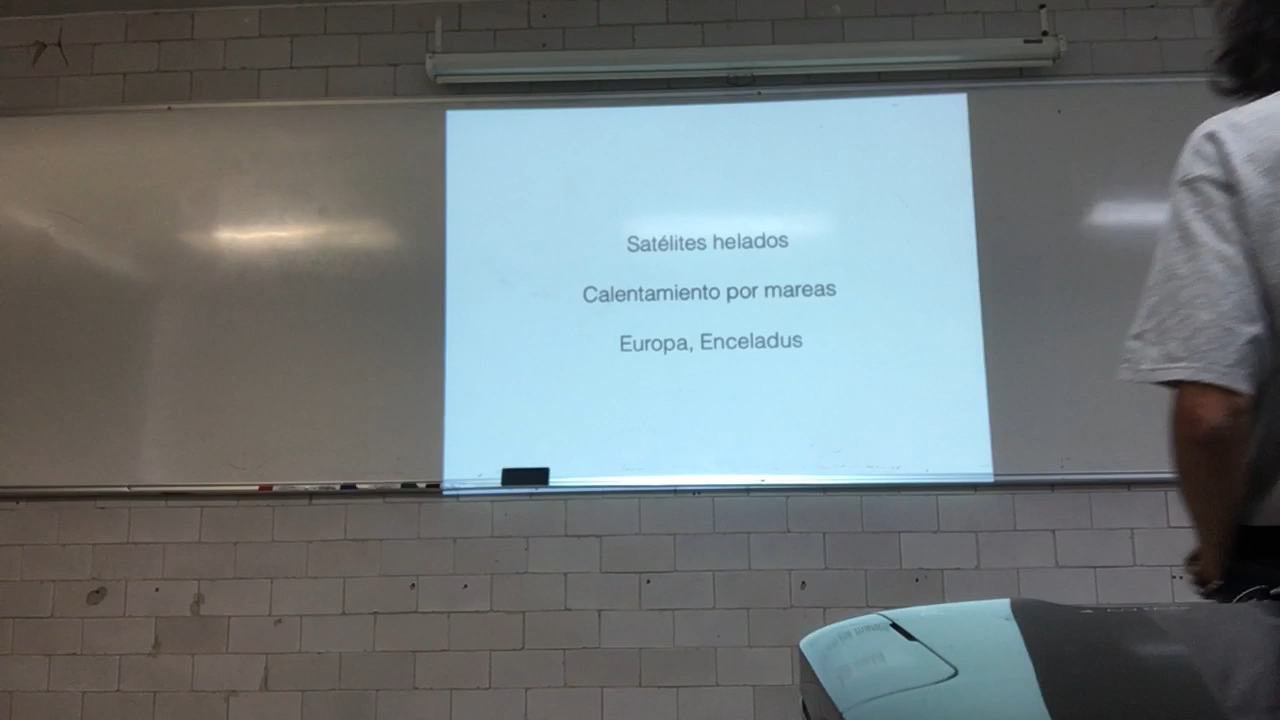 Satélites helados
Calentamiento por mareas
Europa, Enceladus